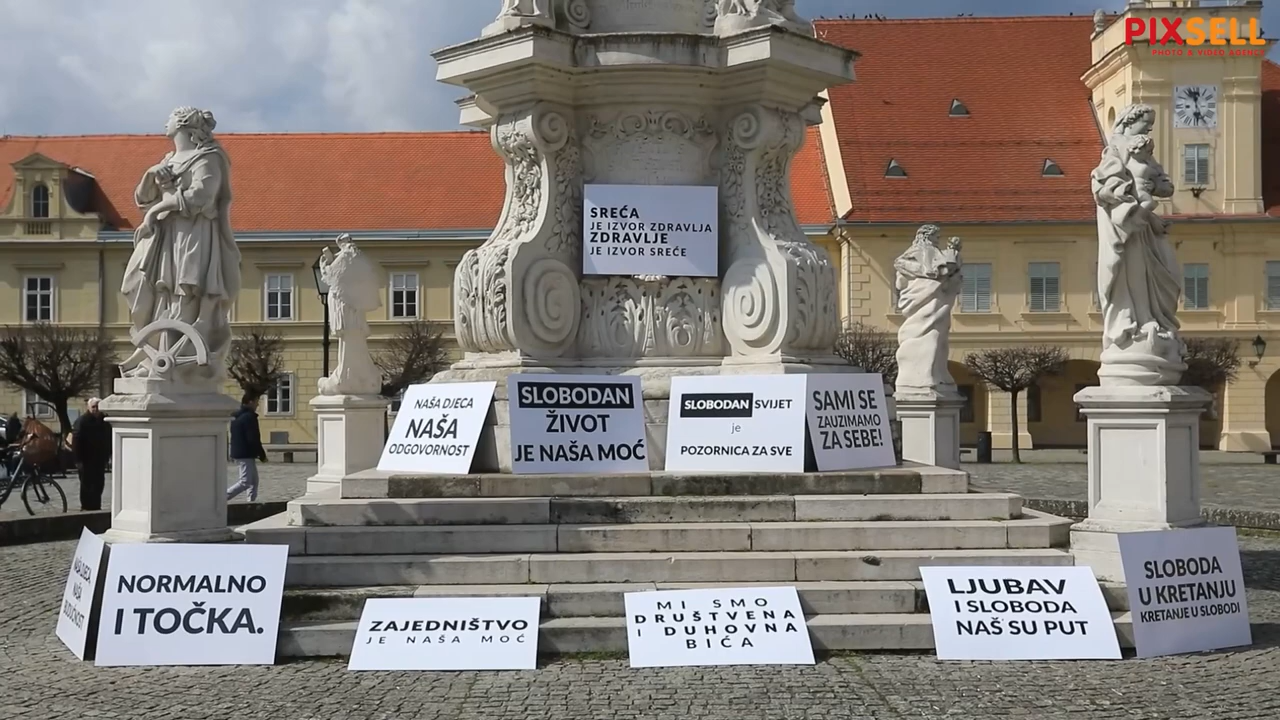 PIXSELL
PHOTO & VIDEO AGENCY
SREĆA
JE IZVOR ZDRAVLJA
ZDRAVLJE
JE IZVOR SREĆE
NAŠA DJECA
NAŠA
ODGOVORNOST
SLOBODAN
ŽIVOT
JE NAŠA MOĆ
SLOBODAN SVIJET
je
POZORNICA ZA SVE
SAMI SE
ZAUZIMAMO
ZA SEBE!
NAŠA DJECA
NAŠA
BUDUĆNOST
NORMALNO
I TOČKA.
ZAJEDNIŠTVO
JE NAŠA MOĆ
MI SMO
DRUŠTVENA
I DUHOVNA
BIĆA
LJUBAV
I SLOBODA
NAŠ SU PUT
SLOBODA
U KRETANJU
KRETANJE U SLOBODI